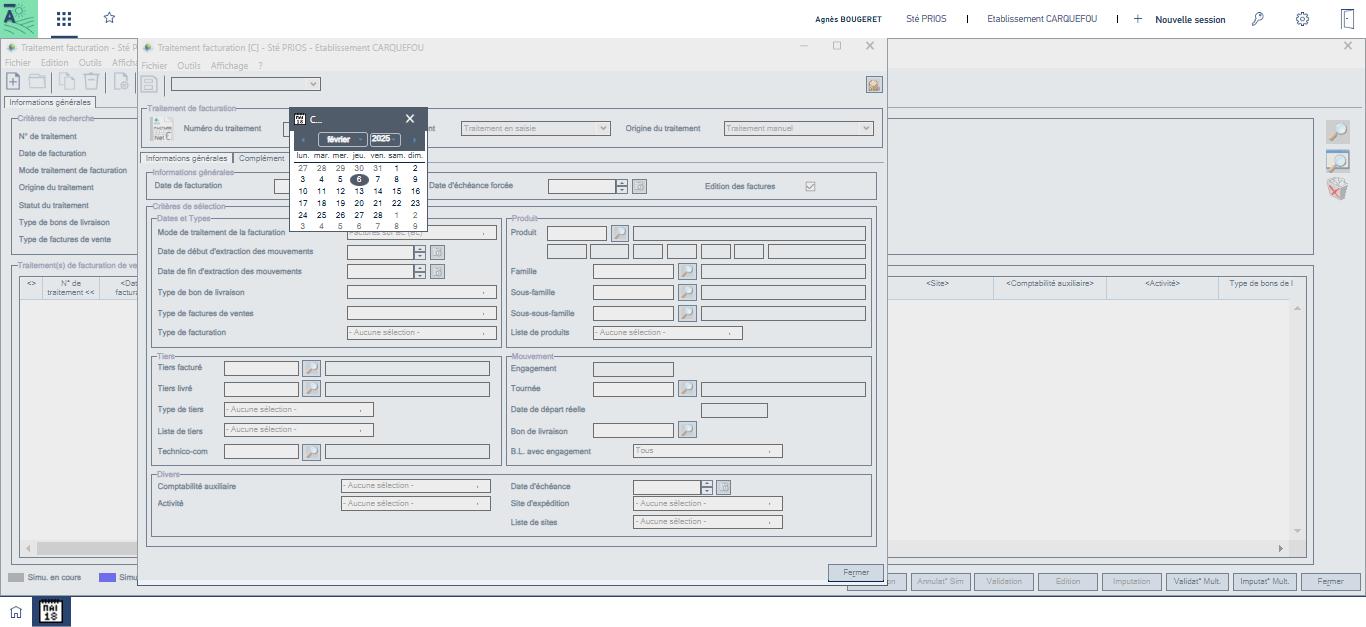 Agnès BOUGERET
Sté PRIOS
Etablissement CARQUEFOU
Nouvelle session
Traitement facturation - Sté P
Fichier Edition Outils Afficha
Informations générales
Critères de recherche
N° de traitement
Date de facturation
Mode traitement de facturation
Origine du traitement
Statut du traitement
Type de bons de livraison
Type de factures de vente
Traitement(s) de facturation de ve
<> N° de traitement << <Dat factura
<Site> <Comptabilité auxiliaire> <Activité> Type de bons de l
Simu. en cours Simu
Traitement facturation [C] - Sté PRIOS - Etablissement CARQUEFOU
Fichier Outils Affichage ?
Traitement de facturation
Numéro du traitement
Traitement en saisie
Origine du traitement
Traitement manuel
Informations générales Complément
Informations générales
Date de facturation
Date d'échéance forcée
Edition des factures
C...
février 2025
lun. mar. mer. jeu. ven. sam. dim.
27 28 29 30 31 1 2
3 4 5 6 7 8 9
10 11 12 13 14 15 16
17 18 19 20 21 22 23
24 25 26 27 28 1 2
3 4 5 6 7 8 9
Critères de sélection
Dates et Types
Mode de traitement de la facturation
Date de début d'extraction des mouvements
Date de fin d'extraction des mouvements
Type de bon de livraison
Type de factures de ventes
Type de facturation - Aucune sélection -
Produit
Produit
Famille
Sous-famille
Sous-sous-famille
Liste de produits - Aucune sélection -
Tiers
Tiers facturé
Tiers livré
Type de tiers - Aucune sélection -
Liste de tiers - Aucune sélection -
Technico-com
Mouvement
Engagement
Tournée
Date de départ réelle
Bon de livraison
B.L. avec engagement Tous
Divers
Comptabilité auxiliaire - Aucune sélection -
Activité - Aucune sélection -
Date d'échéance
Site d'expédition - Aucune sélection -
Liste de sites - Aucune sélection -
Fermer
Annulat° Sim Validation Edition Imputation Validat° Mult. Imputat° Mult. Fermer
MAI
18